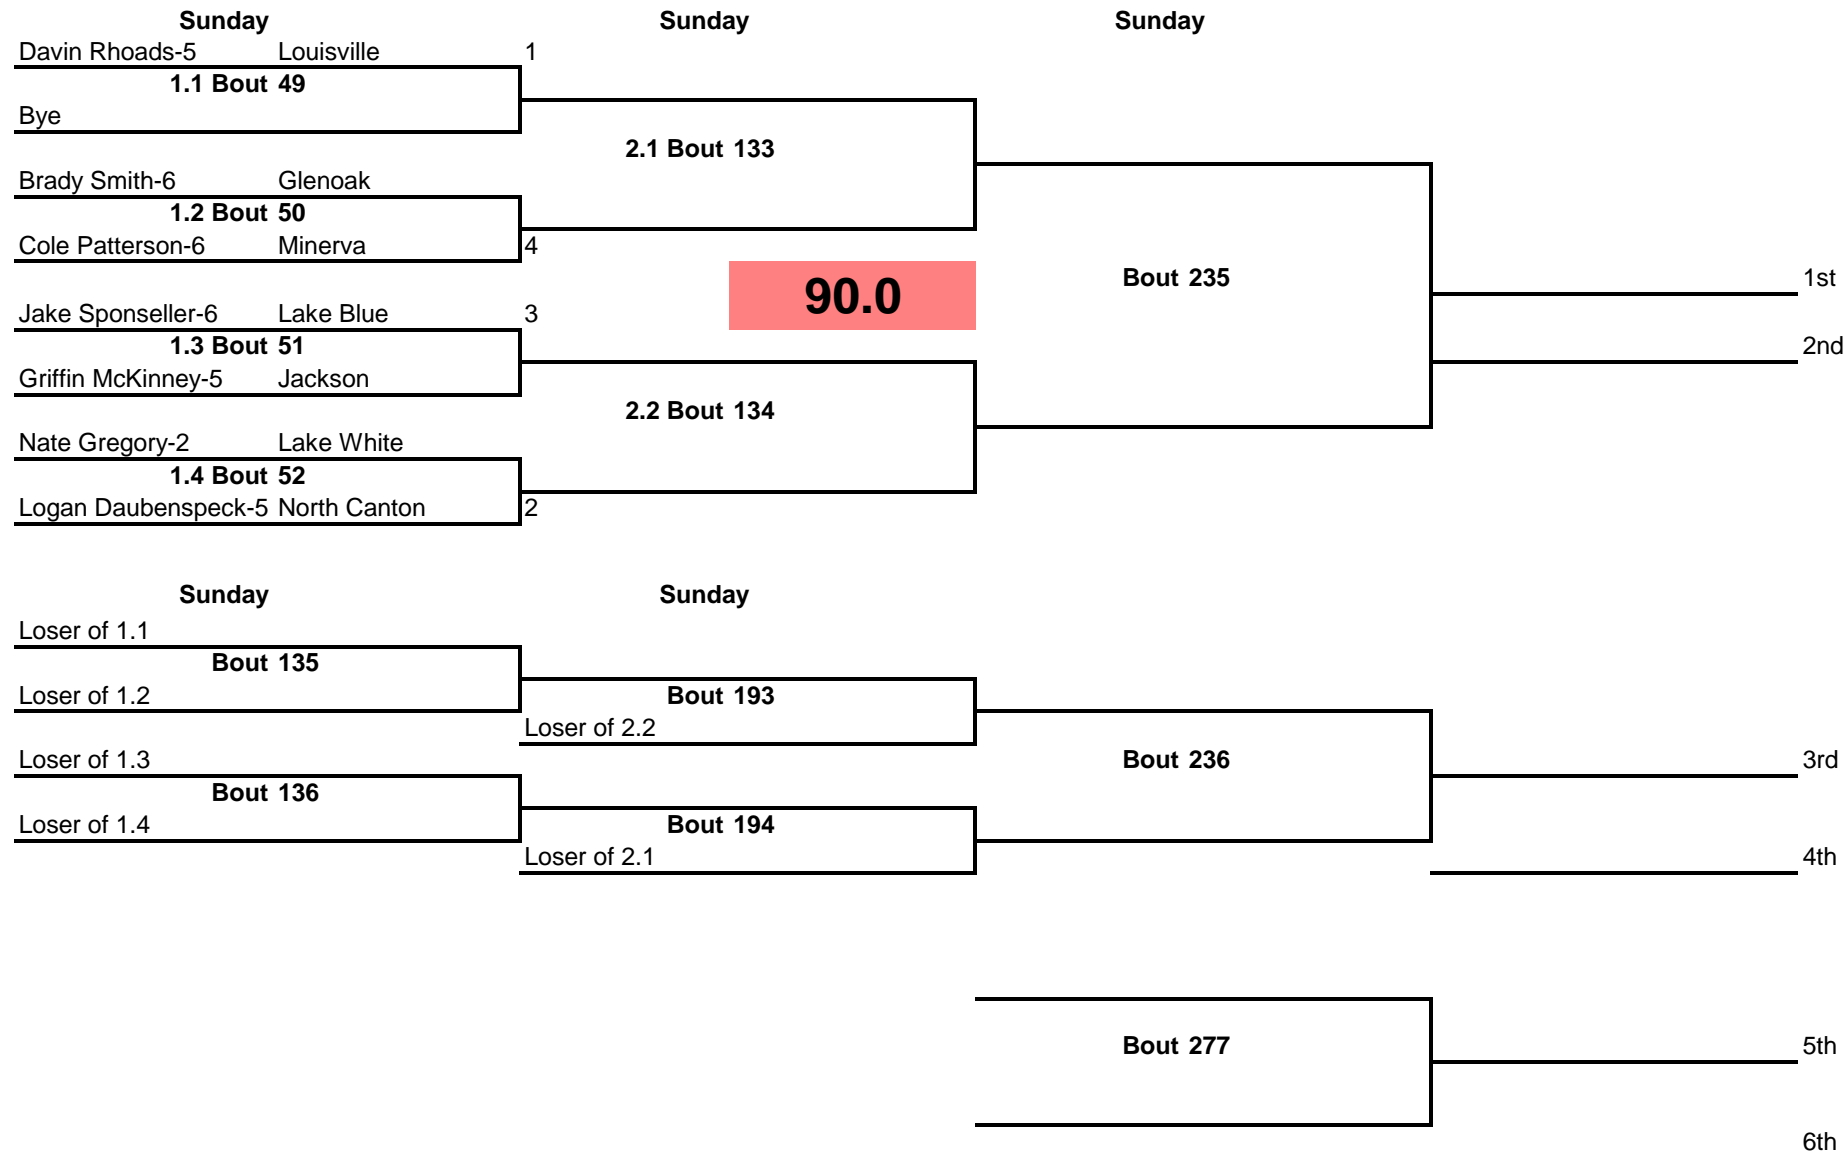 Sunday Sunday Sunday
Davin Rhoads-5 Louisville 1
1.1 Bout 49
Bye
2.1 Bout 133
Brady Smith-6 Glenoak
1.2 Bout 50
Cole Patterson-6 Minerva 4
90.0
Bout 235
1st
Jake Sponseller-6 Lake Blue 3
1.3 Bout 51
2nd
Griffin McKinney-5 Jackson
2.2 Bout 134
Nate Gregory-2 Lake White
1.4 Bout 52
Logan Daubenspeck-5 North Canton 2
Sunday Sunday
Loser of 1.1
Bout 135
Loser of 1.2
Bout 193
Loser of 2.2
Loser of 1.3
Bout 236
3rd
Bout 136
Loser of 1.4
Bout 194
Loser of 2.1
4th
Bout 277
5th
6th